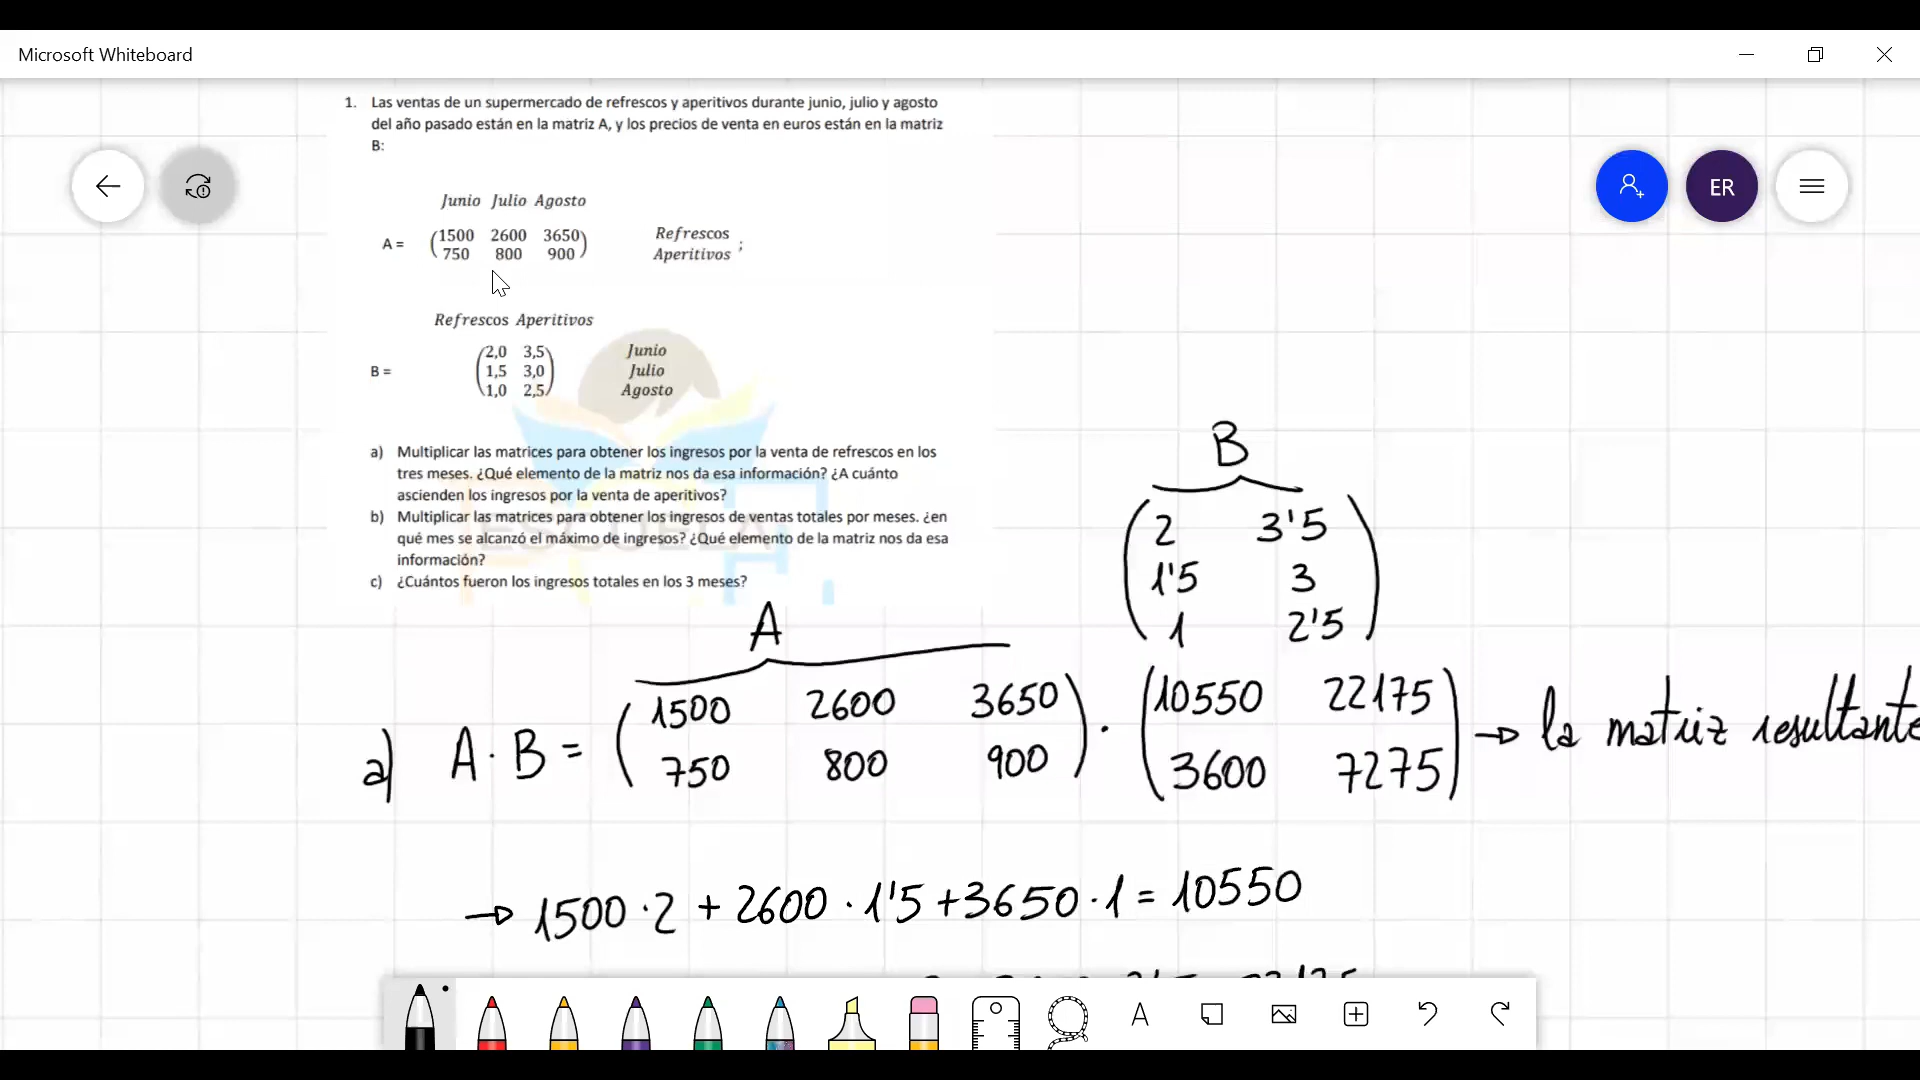 Microsoft Whiteboard
1. Las ventas de un supermercado de refrescos y aperitivos durante junio, julio y agosto
del año pasado están en la matriz A, y los precios de venta en euros están en la matriz
B:
ER
Junio Julio Agosto
A = (1500 2600 3650) Refrescos ;
(750 800 900) Aperitivos
Refrescos Aperitivos
2,0 3,5 Junio
B = 1,5 3,0 Julio
1,0 2,5 Agosto
a) Multiplicar las matrices para obtener los ingresos por la venta de refrescos en los
tres meses. ¿Qué elemento de la matriz nos da esa información? ¿A cuánto
ascienden los ingresos por la venta de aperitivos?
b) Multiplicar las matrices para obtener los ingresos de ventas totales por meses. ¿en
qué mes se alcanzó el máximo de ingresos? ¿Qué elemento de la matriz nos da esa
información?
c) ¿Cuántos fueron los ingresos totales en los 3 meses?
ESCUELA
B
2 3'5
1'5 3
1 2'5
A
a) A · B = (1500 2600 3650) · (10550 22175) → la matriz resultante
(750 800 900) (3600 7275)
→ 1500 · 2 + 2600 · 1'5 + 3650 · 1 = 10550
A